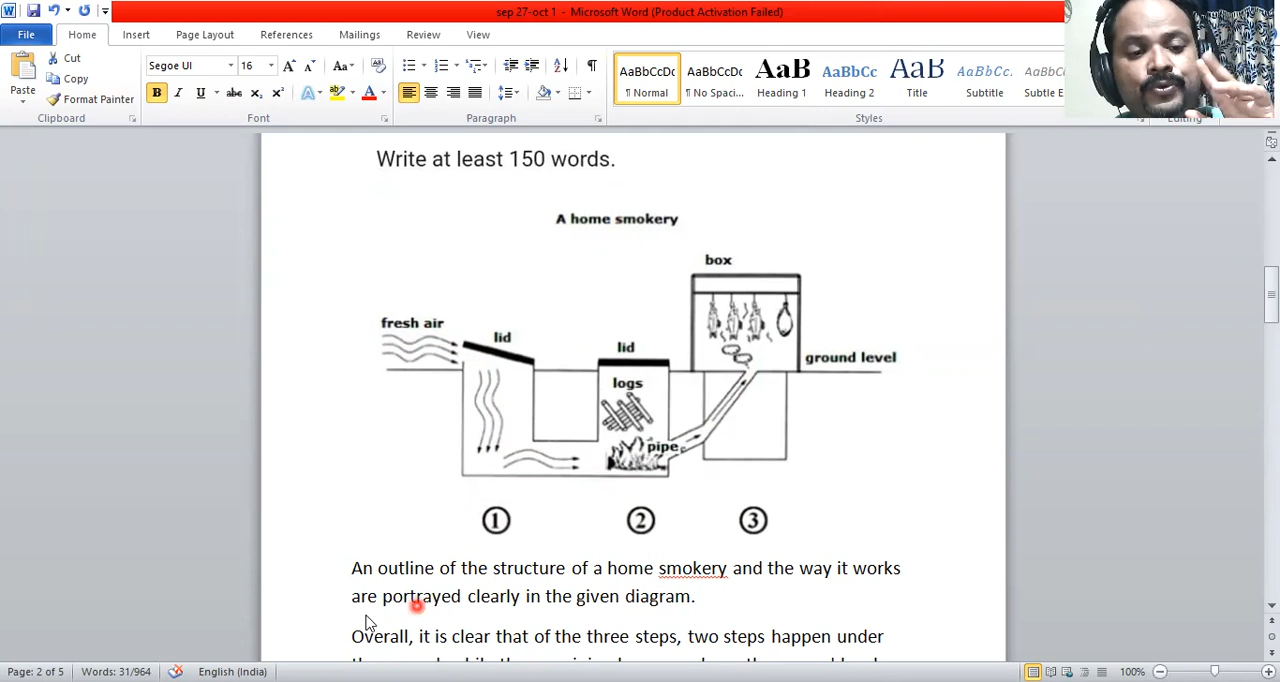 sep 27-oct 1 - Microsoft Word (Product Activation Failed)
File Home Insert Page Layout References Mailings Review View
Paste
Cut
Copy
Format Painter
Segoe UI 16
AaBbCcDc AaBbCcDc AaB AaBbCc AaB AaBbCc. AaBbC
¶ Normal ¶ No Spaci... Heading 1 Heading 2 Title Subtitle Subtle E
Clipboard Font Paragraph Styles Editing
Write at least 150 words.
A home smokery
box
fresh air
lid
lid
ground level
logs
pipe
1 2 3
An outline of the structure of a home smokery and the way it works
are portrayed clearly in the given diagram.
Overall, it is clear that of the three steps, two steps happen under
Page: 2 of 5 Words: 31/964 English (India) 100%